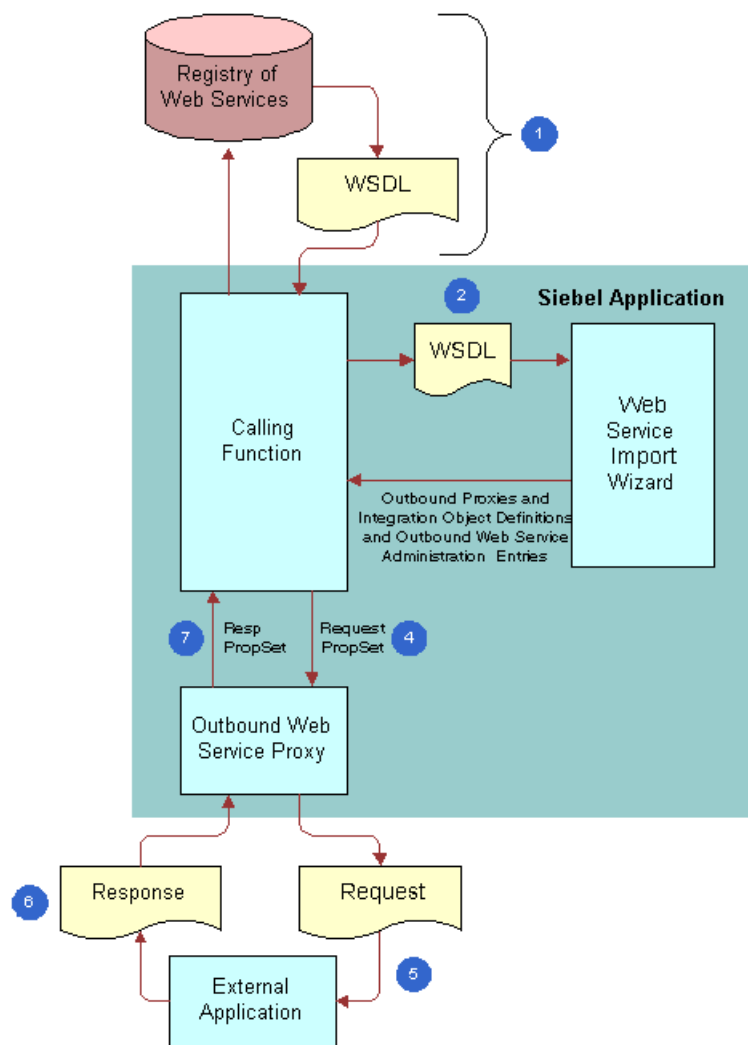 Registry of
Web Services
1
WSDL
2
Siebel Application
WSDL
Web
Service
Import
Wizard
Calling
Function
Outbound Proxies and
Integration Object Definitions
and Outbound Web Service
Administration Entries
7
Resp
PropSet
Request
PropSet
4
Outbound Web
Service Proxy
6
Response
Request
5
External
Application